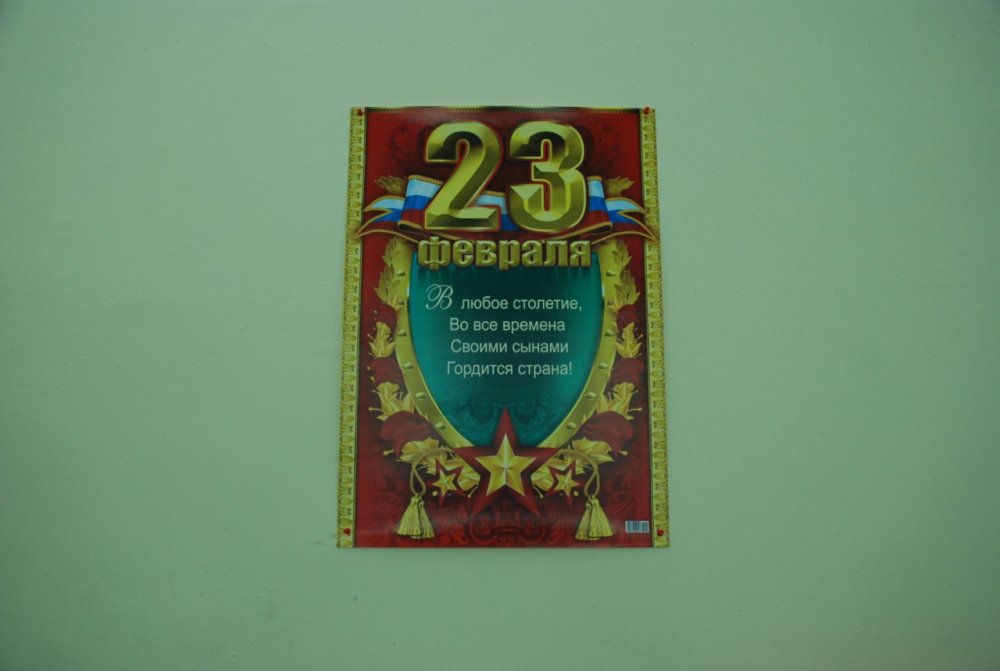 23
февраля
В любое столетие,
Во все времена
Своими сынами
Гордится страна!